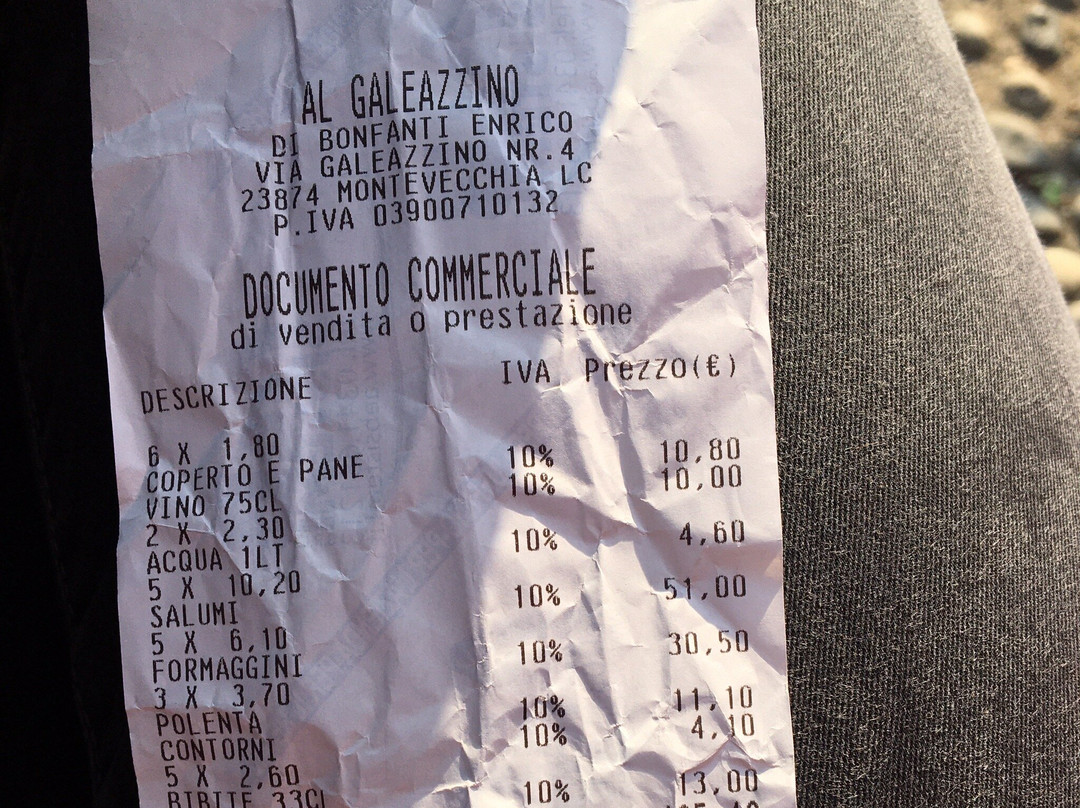 AL GALEAZZINO
DI BONFANTI ENRICO
VIA GALEAZZINO NR.4
23874 MONTEVECCHIA LC
P.IVA 03900710132
DOCUMENTO COMMERCIALE
di vendita o prestazione
DESCRIZIONE IVA Prezzo(€)
6 X 1,80
COPERTO E PANE 10% 10,80
VINO 75CL 10% 10,00
2 X 2,30
ACQUA 1LT 10% 4,60
5 X 10,20
SALUMI 10% 51,00
5 X 6,10
FORMAGGINI 10% 30,50
3 X 3,70
POLENTA 10% 11,10
CONTORNI 10% 4,10
5 X 2,60
BIBITE 33CL 10% 13,00